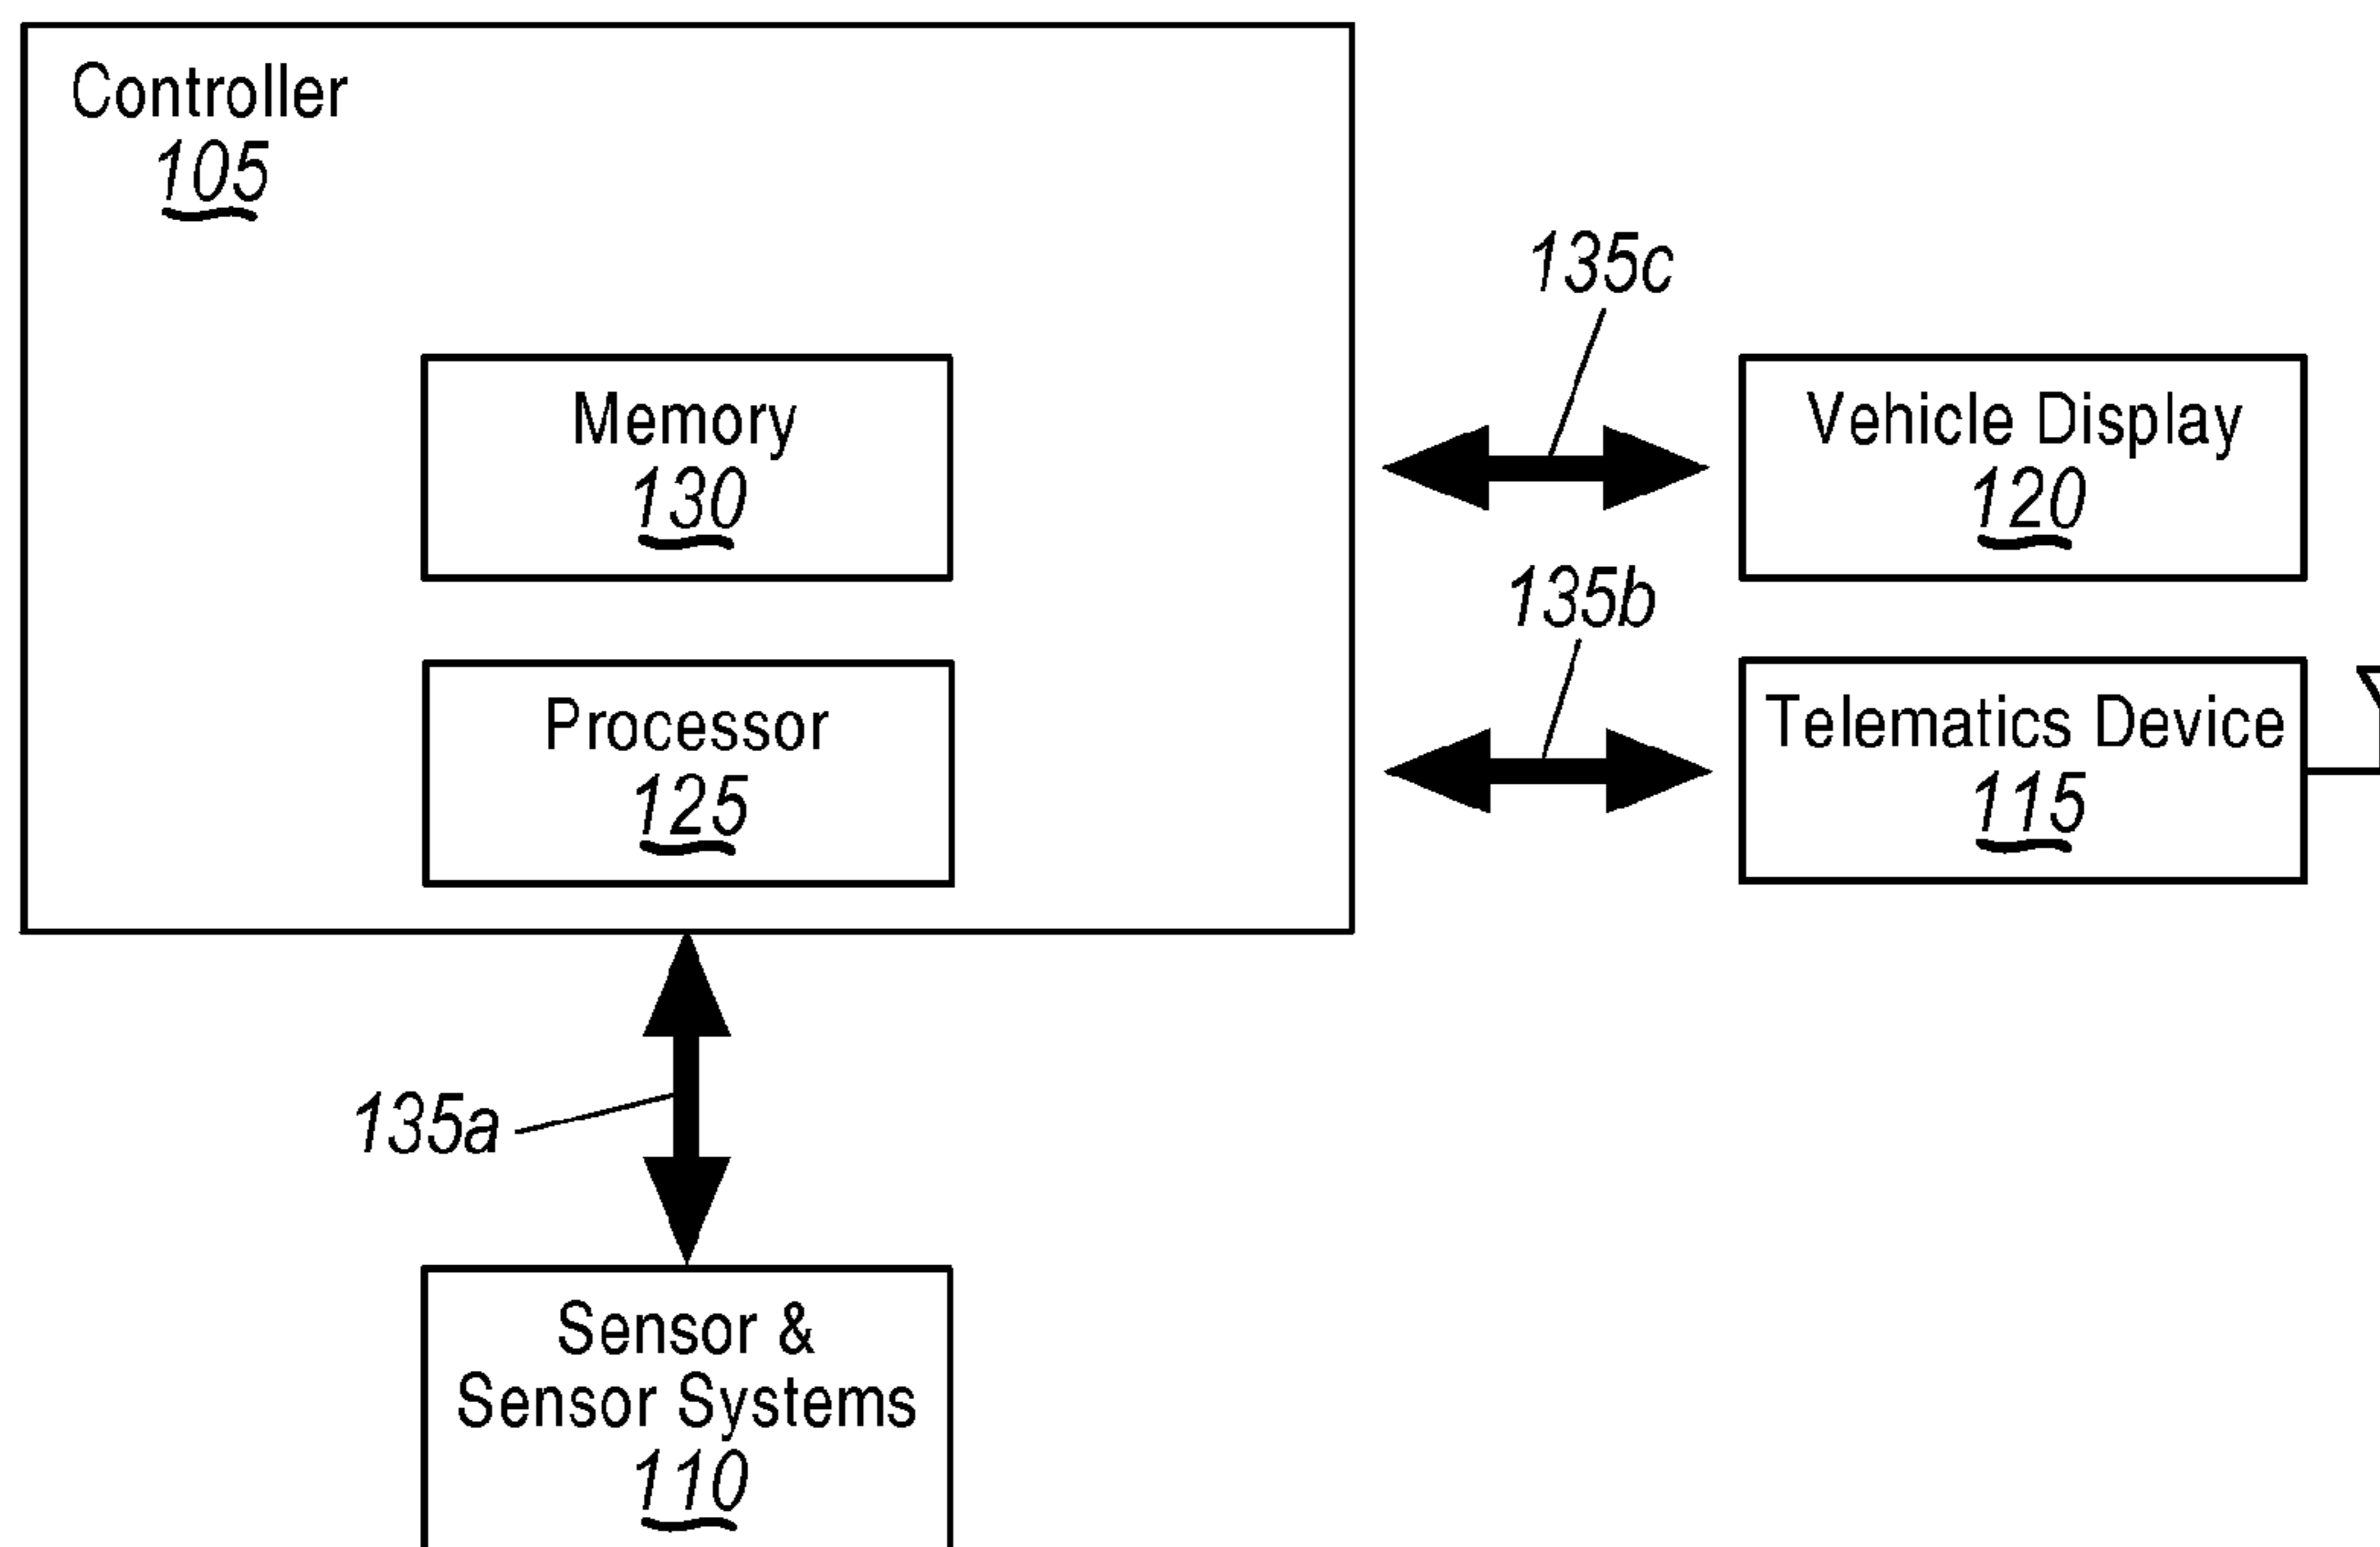 Controller
105
135c
Memory
130
Vehicle Display
120
135b
Processor
125
Telematics Device
115
135a
Sensor &
Sensor Systems
110